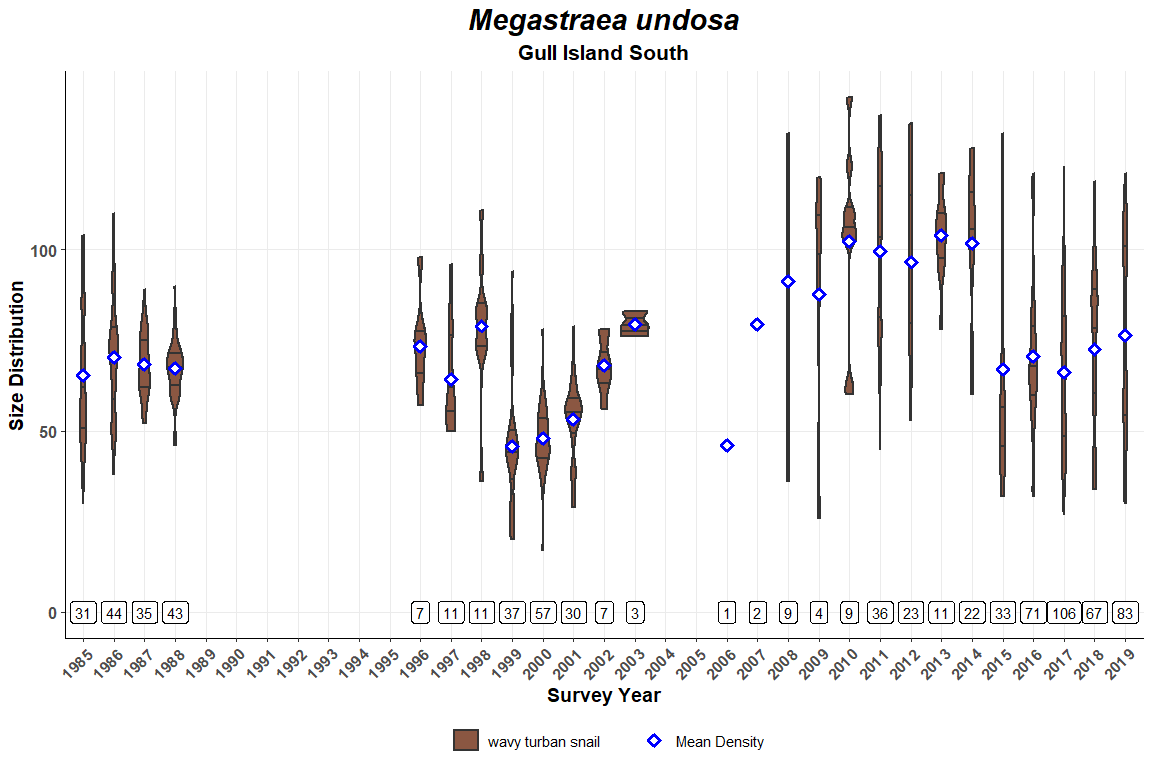 Megastraea undosa
Gull Island South
Size Distribution
100
50
0
31 44 35 43 7 11 11 37 57 30 7 3 1 2 9 4 9 36 23 11 22 33 71 106 67 83
1985 1986 1987 1988 1989 1990 1991 1992 1993 1994 1995 1996 1997 1998 1999 2000 2001 2002 2003 2004 2005 2006 2007 2008 2009 2010 2011 2012 2013 2014 2015 2016 2017 2018 2019
Survey Year
wavy turban snail Mean Density